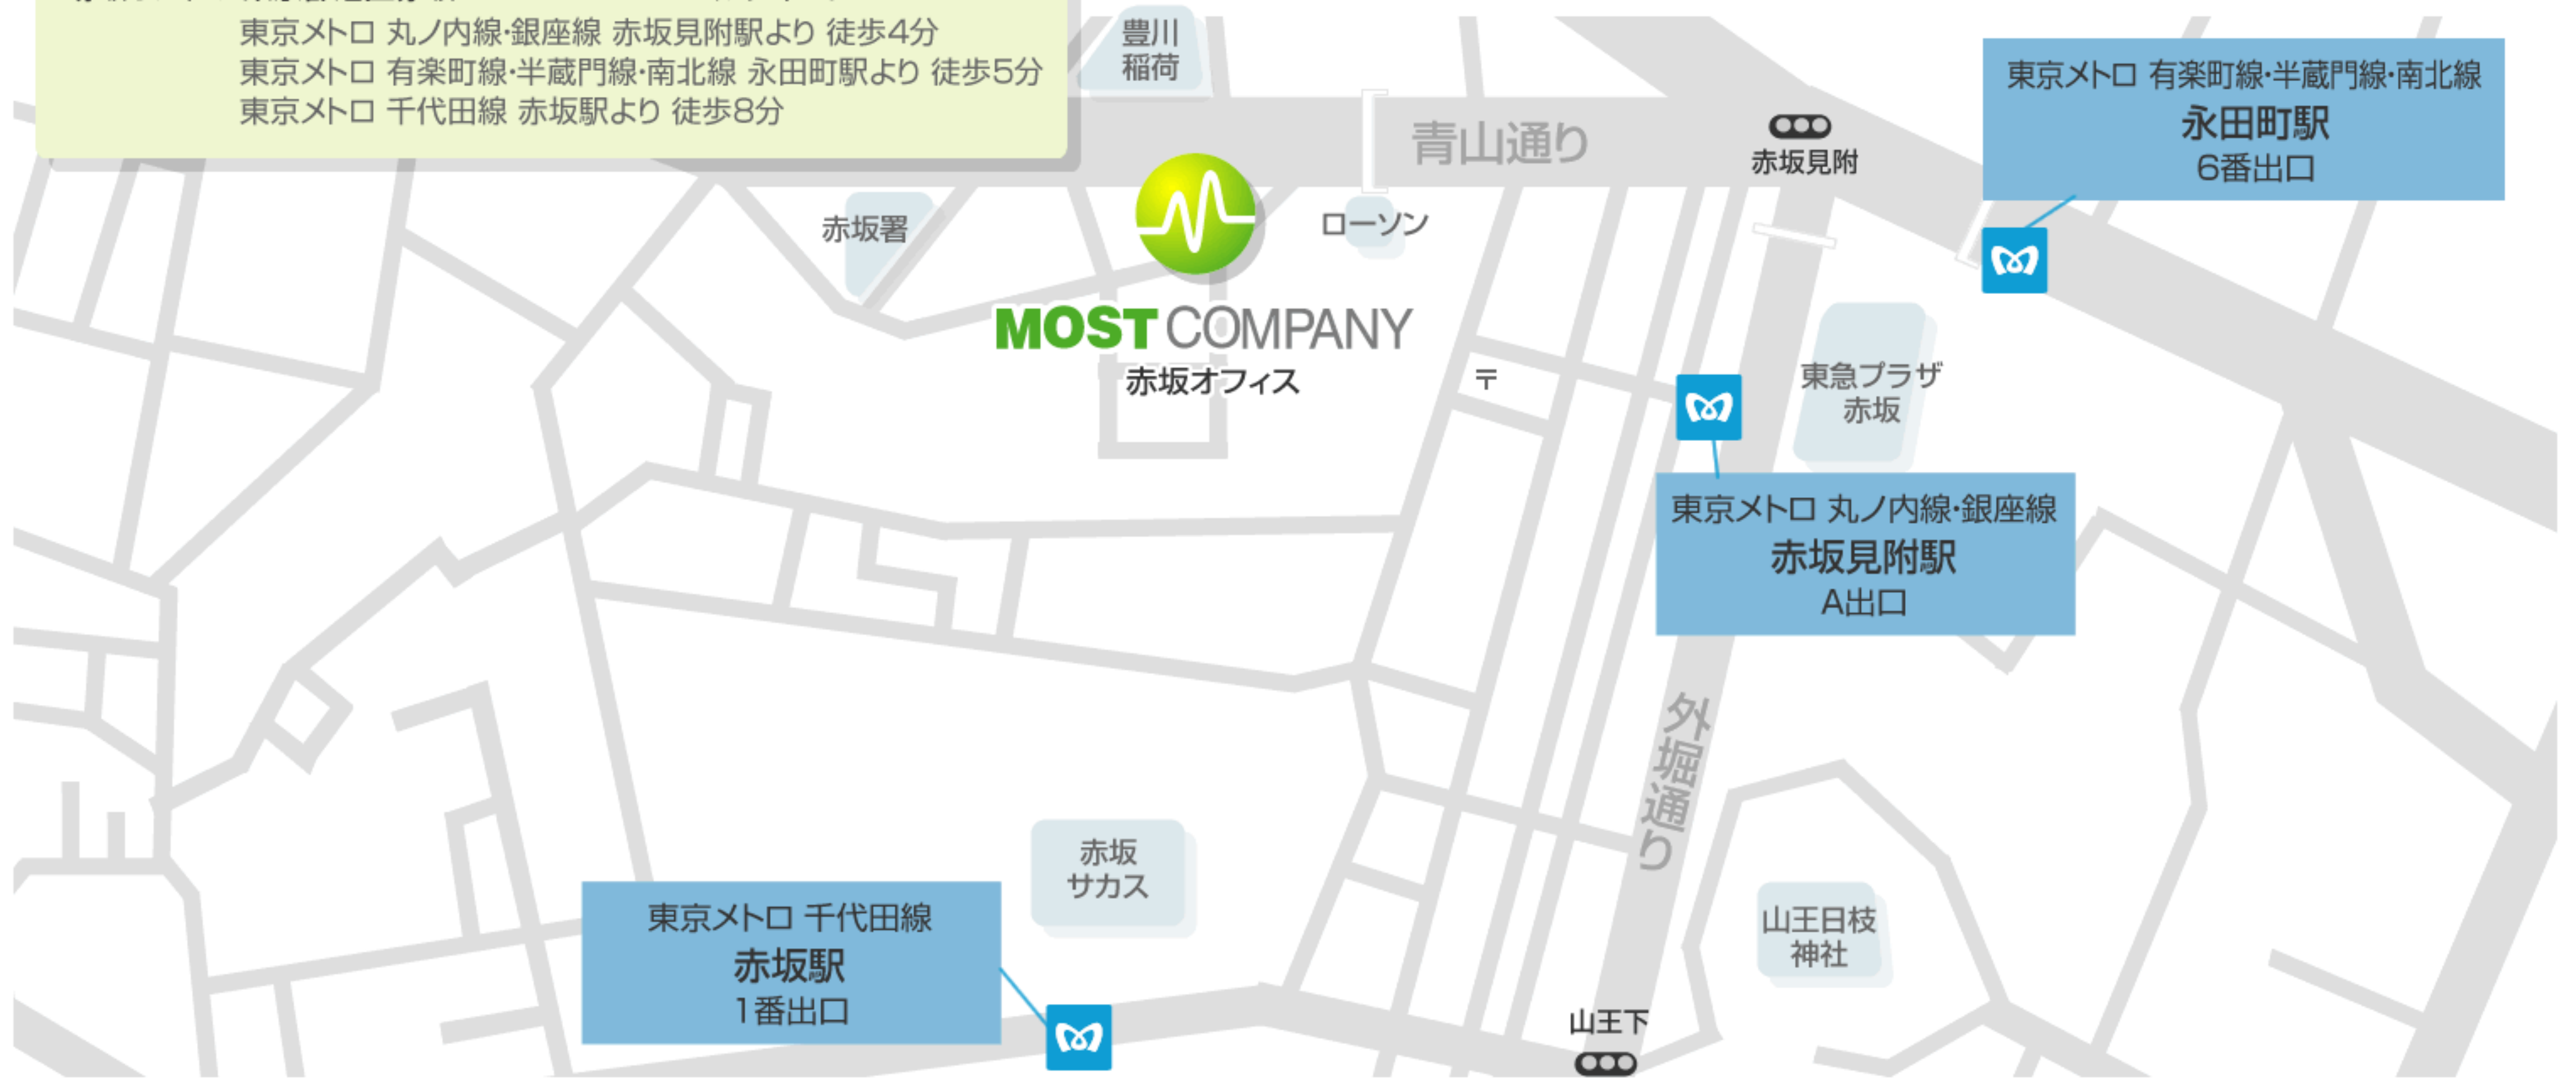 東京メトロ 丸ノ内線・銀座線 赤坂見附駅より 徒歩4分
東京メトロ 有楽町線・半蔵門線・南北線 永田町駅より 徒歩5分
東京メトロ 千代田線 赤坂駅より 徒歩8分
豊川
稲荷
青山通り
赤坂見附
東京メトロ 有楽町線・半蔵門線・南北線
永田町駅
6番出口
赤坂署
ローソン
MOST COMPANY
赤坂オフィス
〒
東急プラザ
赤坂
東京メトロ 丸ノ内線・銀座線
赤坂見附駅
A出口
外堀通り
赤坂
サカス
東京メトロ 千代田線
赤坂駅
1番出口
山王日枝
神社
山王下